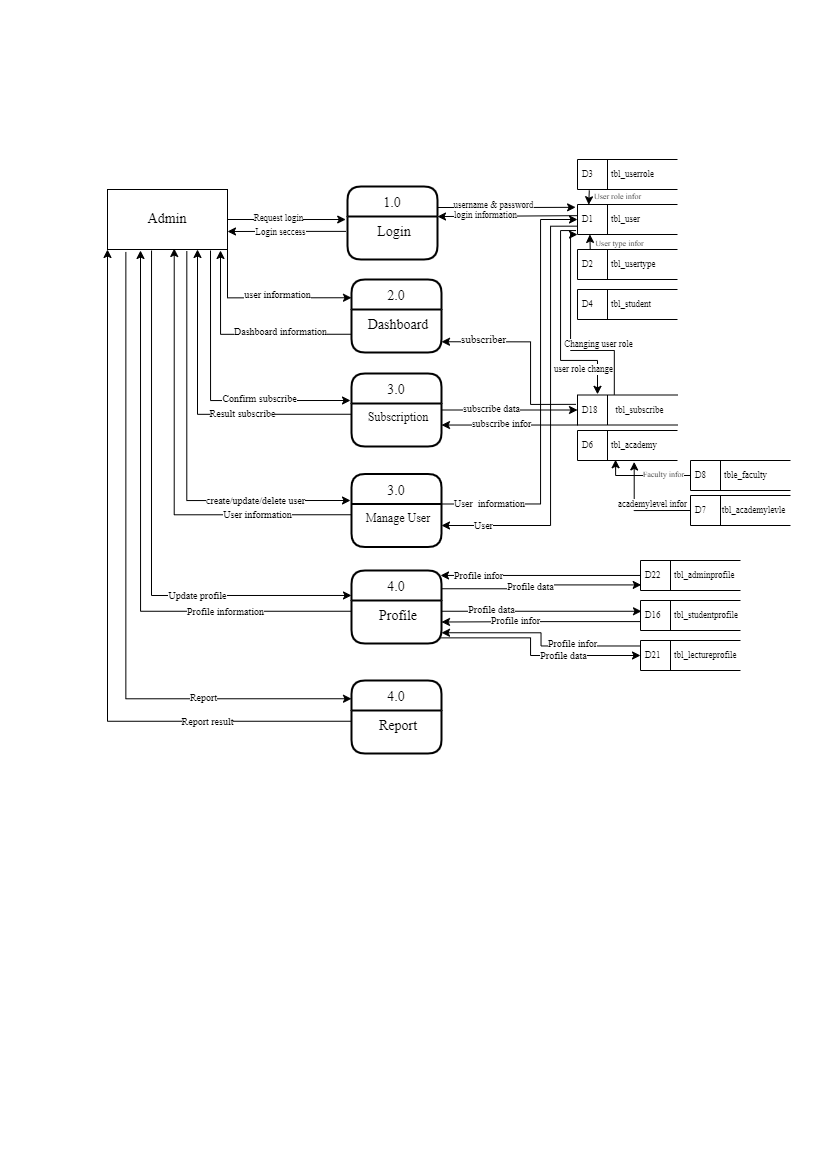 D3 tbl_userrole
User role infor
Admin
1.0
Login
Request login
Login seccess
username & password
login information
D1 tbl_user
User type infor
D2 tbl_usertype
D4 tbl_student
user information
2.0
Dashboard
Dashboard information
subscriber
Changing user role
user role change
3.0
Subscription
Confirm subscribe
Result subscribe
subscribe data
subscribe infor
D18 tbl_subscribe
D6 tbl_academy
Faculty infor
D8 tble_faculty
academylevel infor
D7 tbl_academylevle
3.0
Manage User
create/update/delete user
User information
User information
User
4.0
Profile
Update profile
Profile information
Profile infor
Profile data
D22 tbl_adminprofile
Profile data
Profile infor
D16 tbl_studentprofile
Profile infor
Profile data
D21 tbl_lectureprofile
4.0
Report
Report
Report result